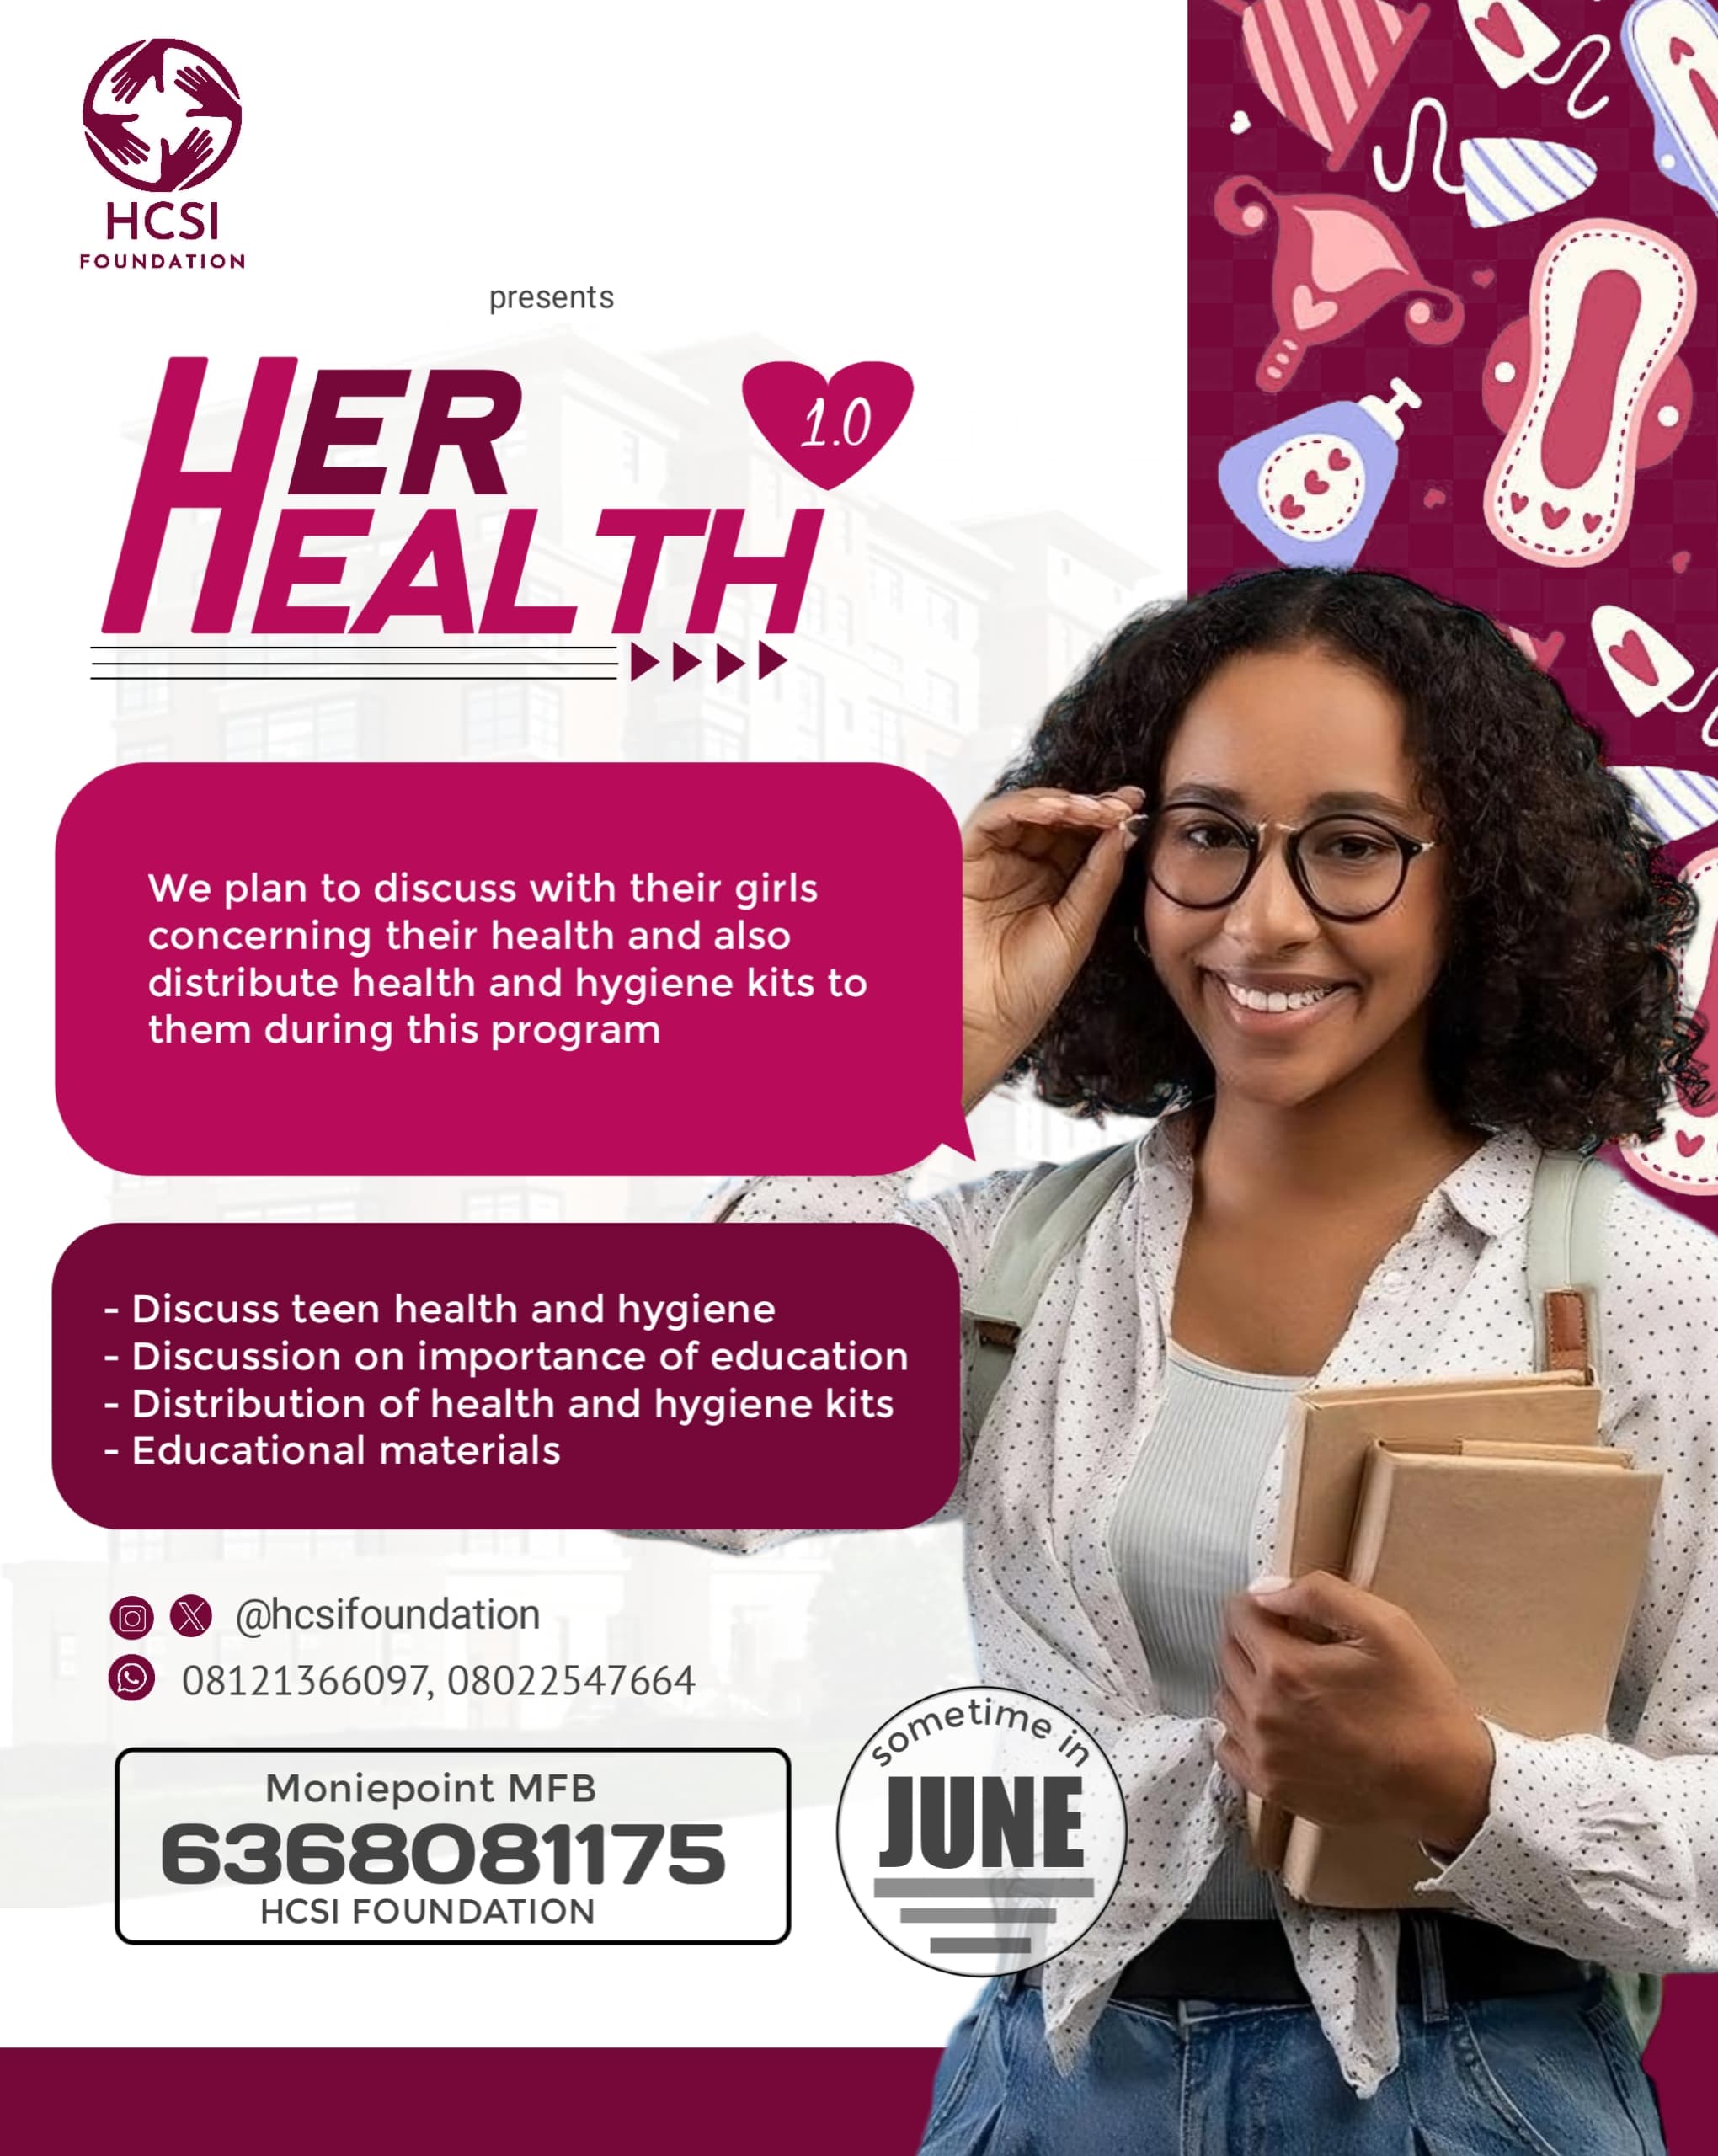 HCSI
FOUNDATION
presents
HER
HEALTH
1.0
We plan to discuss with their girls
concerning their health and also
distribute health and hygiene kits to
them during this program
- Discuss teen health and hygiene
- Discussion on importance of education
- Distribution of health and hygiene kits
- Educational materials
@hcsifoundation
08121366097, 08022547664
Moniepoint MFB
6368081175
HCSI FOUNDATION
sometime in
JUNE